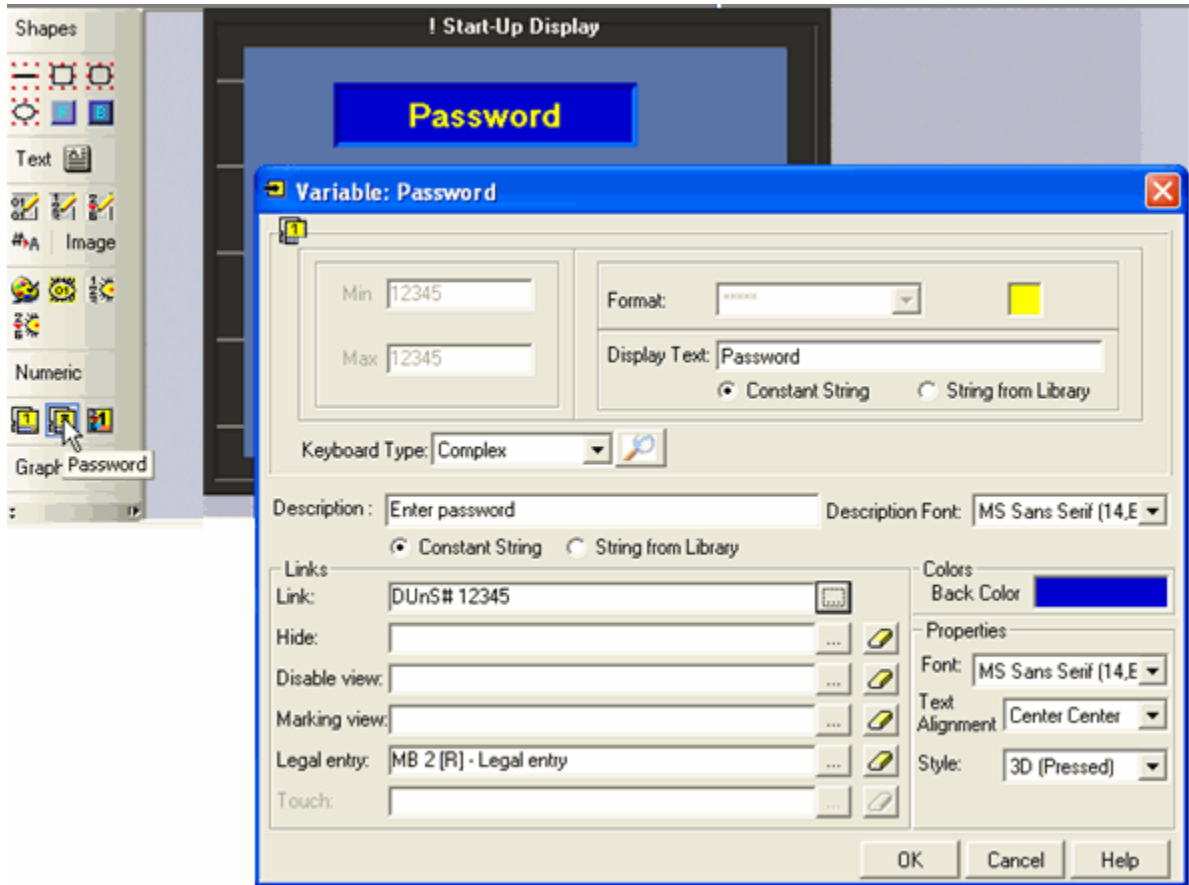 Shapes
Text
Image
Numeric
Graph
Password
! Start-Up Display
Password
Variable: Password
Min 12345
Max 12345
Format: *****
Display Text: Password
Constant String String from Library
Keyboard Type: Complex
Description : Enter password
Description Font: MS Sans Serif (14,E
Constant String String from Library
Links
Link: DUnS# 12345 ...
Hide: ...
Disable view: ...
Marking view: ...
Legal entry: MB 2 [R] - Legal entry ...
Touch: ...
Colors
Back Color
Properties
Font: MS Sans Serif (14,E
Text
Alignment Center Center
Style: 3D (Pressed)
OK Cancel Help